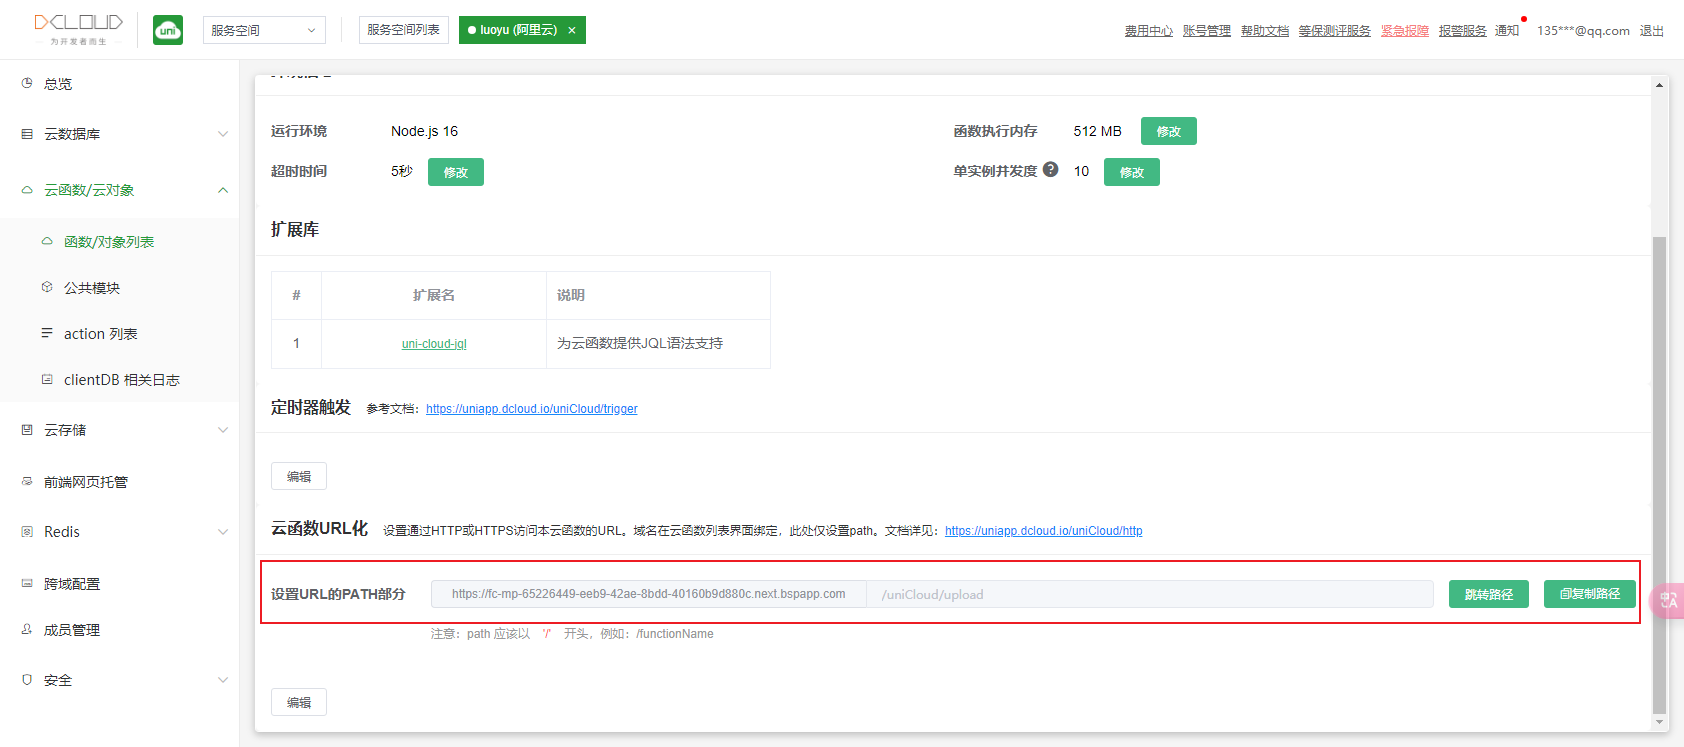 DCLOUD
为开发者而生
uni
服务空间
服务空间列表
luoyu (阿里云) ×
费用中心 账号管理 帮助文档 等保测评服务 紧急报障 报警服务 通知 135***@qq.com 退出
总览
云数据库
云函数/云对象
函数/对象列表
公共模块
action 列表
clientDB 相关日志
云存储
前端网页托管
Redis
跨域配置
成员管理
安全
运行环境 Node.js 16 函数执行内存 512 MB 修改
超时时间 5秒 修改 单实例并发度 ? 10 修改
扩展库
# 扩展名 说明
1 uni-cloud-jql 为云函数提供JQL语法支持
定时器触发 参考文档：https://uniapp.dcloud.io/uniCloud/trigger
编辑
云函数URL化 设置通过HTTP或HTTPS访问本云函数的URL。域名在云函数列表界面绑定，此处仅设置path。文档详见：https://uniapp.dcloud.io/uniCloud/http
设置URL的PATH部分 https://fc-mp-65226449-eeb9-42ae-8bdd-40160b9d880c.next.bspapp.com /uniCloud/upload 跳转路径 复制路径
注意：path 应该以 '/' 开头，例如：/functionName
编辑